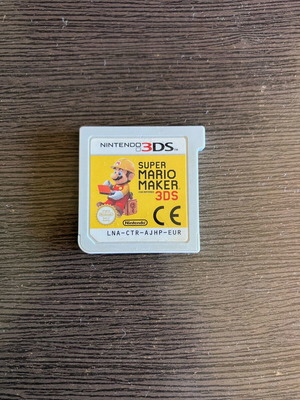 NINTENDO 3DS
SUPER
MARIO
MAKER
3DS
Nintendo
CE
LNA-CTR-AJHP-EUR